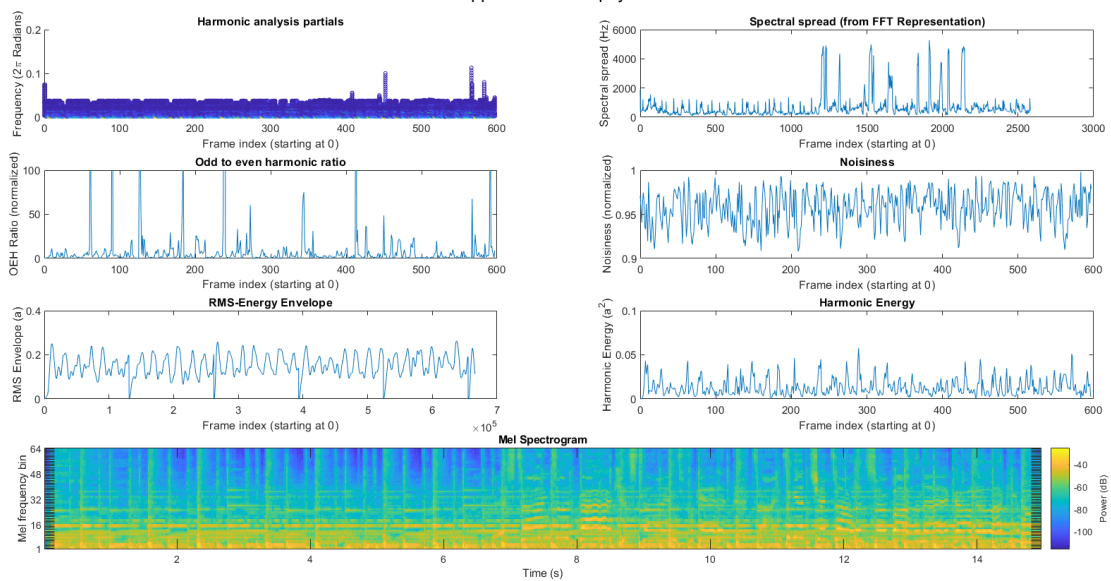 Harmonic analysis partials
Frequency (2π Radians)
0.2
0.1
0
0 100 200 300 400 500 600
Frame index (starting at 0)
Spectral spread (from FFT Representation)
Spectral spread (Hz)
6000
4000
2000
0
0 500 1000 1500 2000 2500 3000
Frame index (starting at 0)
Odd to even harmonic ratio
OEH Ratio (normalized)
100
50
0
0 100 200 300 400 500 600
Frame index (starting at 0)
Noisiness
Noisiness (normalized)
1
0.95
0.9
0 100 200 300 400 500 600
Frame index (starting at 0)
RMS-Energy Envelope
RMS Envelope (a)
0.4
0.2
0
0 1 2 3 4 5 6 7
×10⁵
Frame index (starting at 0)
Harmonic Energy
Harmonic Energy (a²)
0.1
0.05
0
0 100 200 300 400 500 600
Frame index (starting at 0)
Mel Spectrogram
Mel frequency bin
64
48
32
16
1
2 4 6 8 10 12 14
Time (s)
-40
-60
-80
-100
Power (dB)